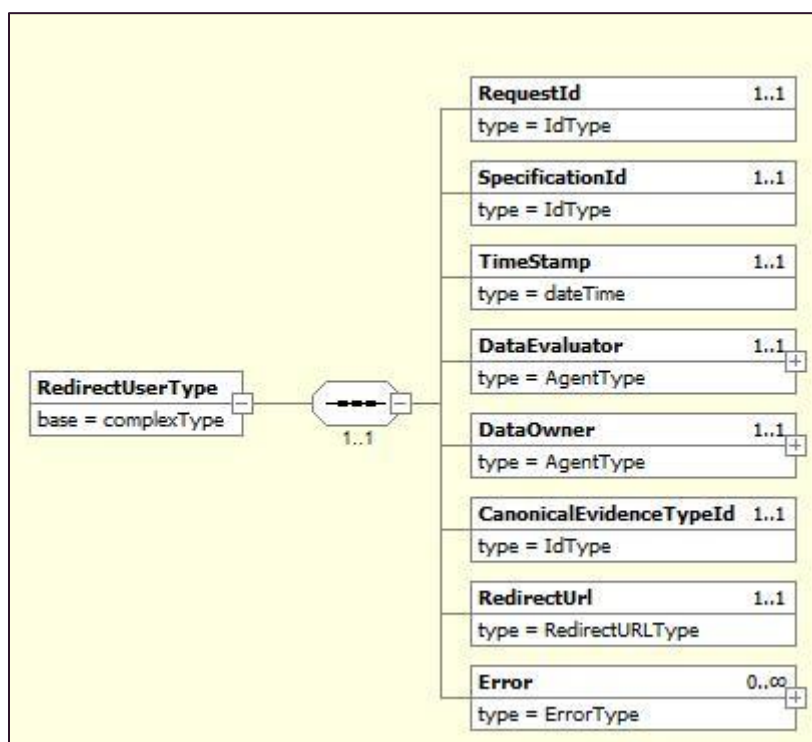 RequestId 1..1
type = IdType
SpecificationId 1..1
type = IdType
TimeStamp 1..1
type = dateTime
DataEvaluator 1..1
type = AgentType
RedirectUserType
base = complexType
1..1
DataOwner 1..1
type = AgentType
CanonicalEvidenceTypeId 1..1
type = IdType
RedirectUrl 1..1
type = RedirectURLType
Error 0..∞
type = ErrorType